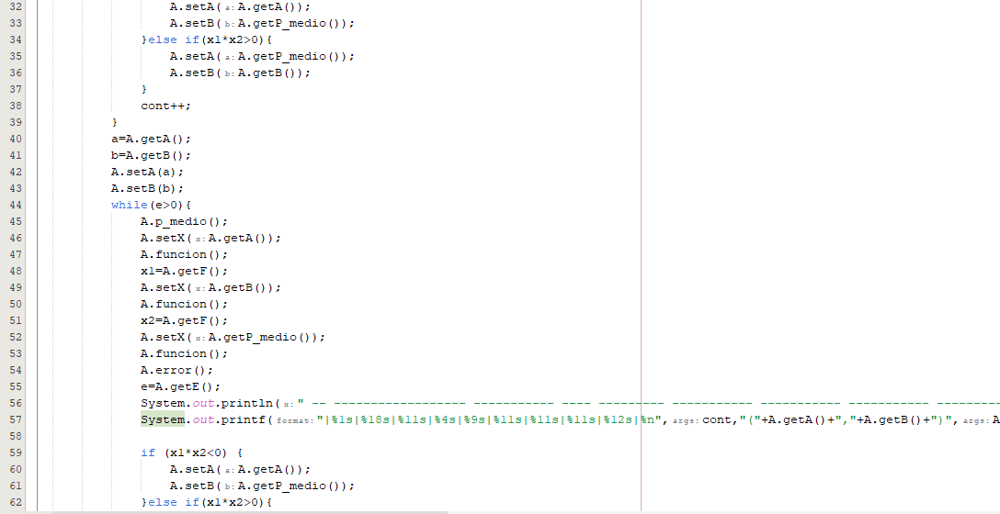 32 A.setA( a: A.getA());
33 A.setB( b: A.getP_medio());
34 }else if(x1*x2>0){
35 A.setA( a: A.getP_medio());
36 A.setB( b: A.getB());
37 }
38 cont++;
39 }
40 a=A.getA();
41 b=A.getB();
42 A.setA(a);
43 A.setB(b);
44 while(e>0){
45 A.p_medio();
46 A.setX( x: A.getA());
47 A.funcion();
48 x1=A.getF();
49 A.setX( x: A.getB());
50 A.funcion();
51 x2=A.getF();
52 A.setX( x: A.getP_medio());
53 A.funcion();
54 A.error();
55 e=A.getE();
56 System.out.println( x: " -- ------------------ ----------- ---- --------- ----------- ----------- ----------- ---------
57 System.out.printf( format: "|%1s|%18s|%11s|%4s|%9s|%11s|%11s|%11s|%12s|%n", args: cont,"("+A.getA()+","+A.getB()+")", args: A
58
59 if (x1*x2<0) {
60 A.setA( a: A.getA());
61 A.setB( b: A.getP_medio());
62 }else if(x1*x2>0){